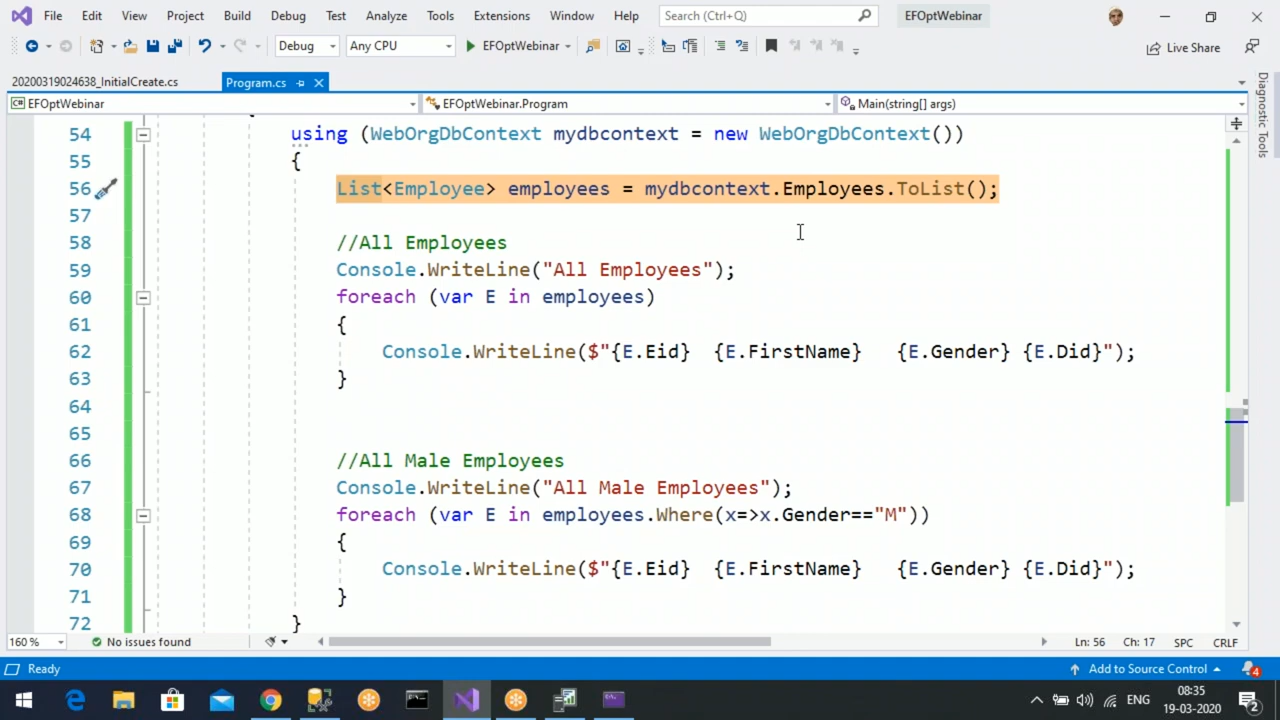 File Edit View Project Build Debug Test Analyze Tools Extensions Window Help Search (Ctrl+Q) EFOptWebinar
Debug Any CPU EFOptWebinar Live Share
20200319024638_InitialCreate.cs Program.cs
EFOptWebinar EFOptWebinar.Program Main(string[] args)
Diagnostic Tools
54 using (WebOrgDbContext mydbcontext = new WebOrgDbContext())
55 {
56 List<Employee> employees = mydbcontext.Employees.ToList();
57
58 //All Employees
59 Console.WriteLine("All Employees");
60 foreach (var E in employees)
61 {
62 Console.WriteLine($"{E.Eid}  {E.FirstName}   {E.Gender} {E.Did}");
63 }
64
65
66 //All Male Employees
67 Console.WriteLine("All Male Employees");
68 foreach (var E in employees.Where(x=>x.Gender=="M"))
69 {
70 Console.WriteLine($"{E.Eid}  {E.FirstName}   {E.Gender} {E.Did}");
71 }
72 }
160 % No issues found Ln: 56 Ch: 17 SPC CRLF
Ready Add to Source Control 4
ENG 08:35
19-03-2020 2